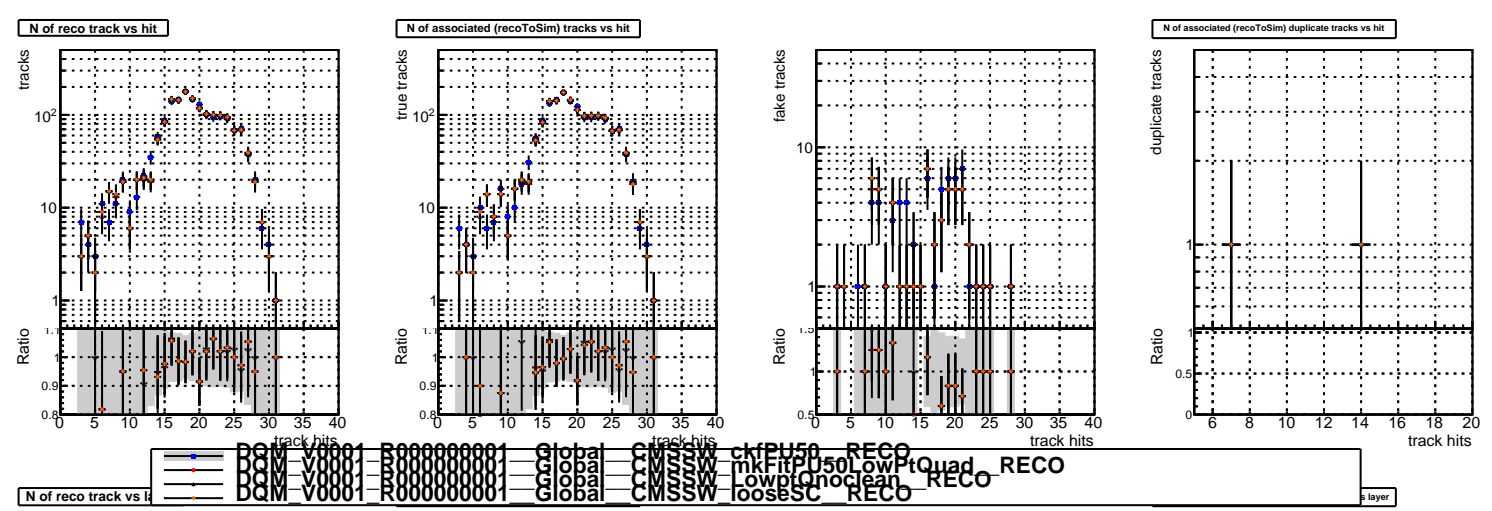 N of reco track vs hit
N of associated (recoToSim) tracks vs hit
N of associated (recoToSim) duplicate tracks vs hit
tracks
10²
10
1
Ratio
1.1
1
0.9
0.8
0 5 10 15 20 25 30 35 40
track hits
true tracks
10²
10
1
Ratio
1.1
1
0.9
0.8
0 5 10 15 20 25 30 35 40
track hits
fake tracks
10
1
Ratio
1.5
1
0.5
0 5 10 15 20 25 30 35 40
track hits
duplicate tracks
1
Ratio
1
0.5
0
6 8 10 12 14 16 18 20
track hits
DQM_V0001_R000000001__Global__CMSSW_ckfPU50__RECO
DQM_V0001_R000000001__Global__CMSSW_mkFitPU50LowPtQuad__RECO
DQM_V0001_R000000001__Global__CMSSW_LowptQnoclean__RECO
DQM_V0001_R000000001__Global__CMSSW_looseSC__RECO
N of reco track vs la
s layer